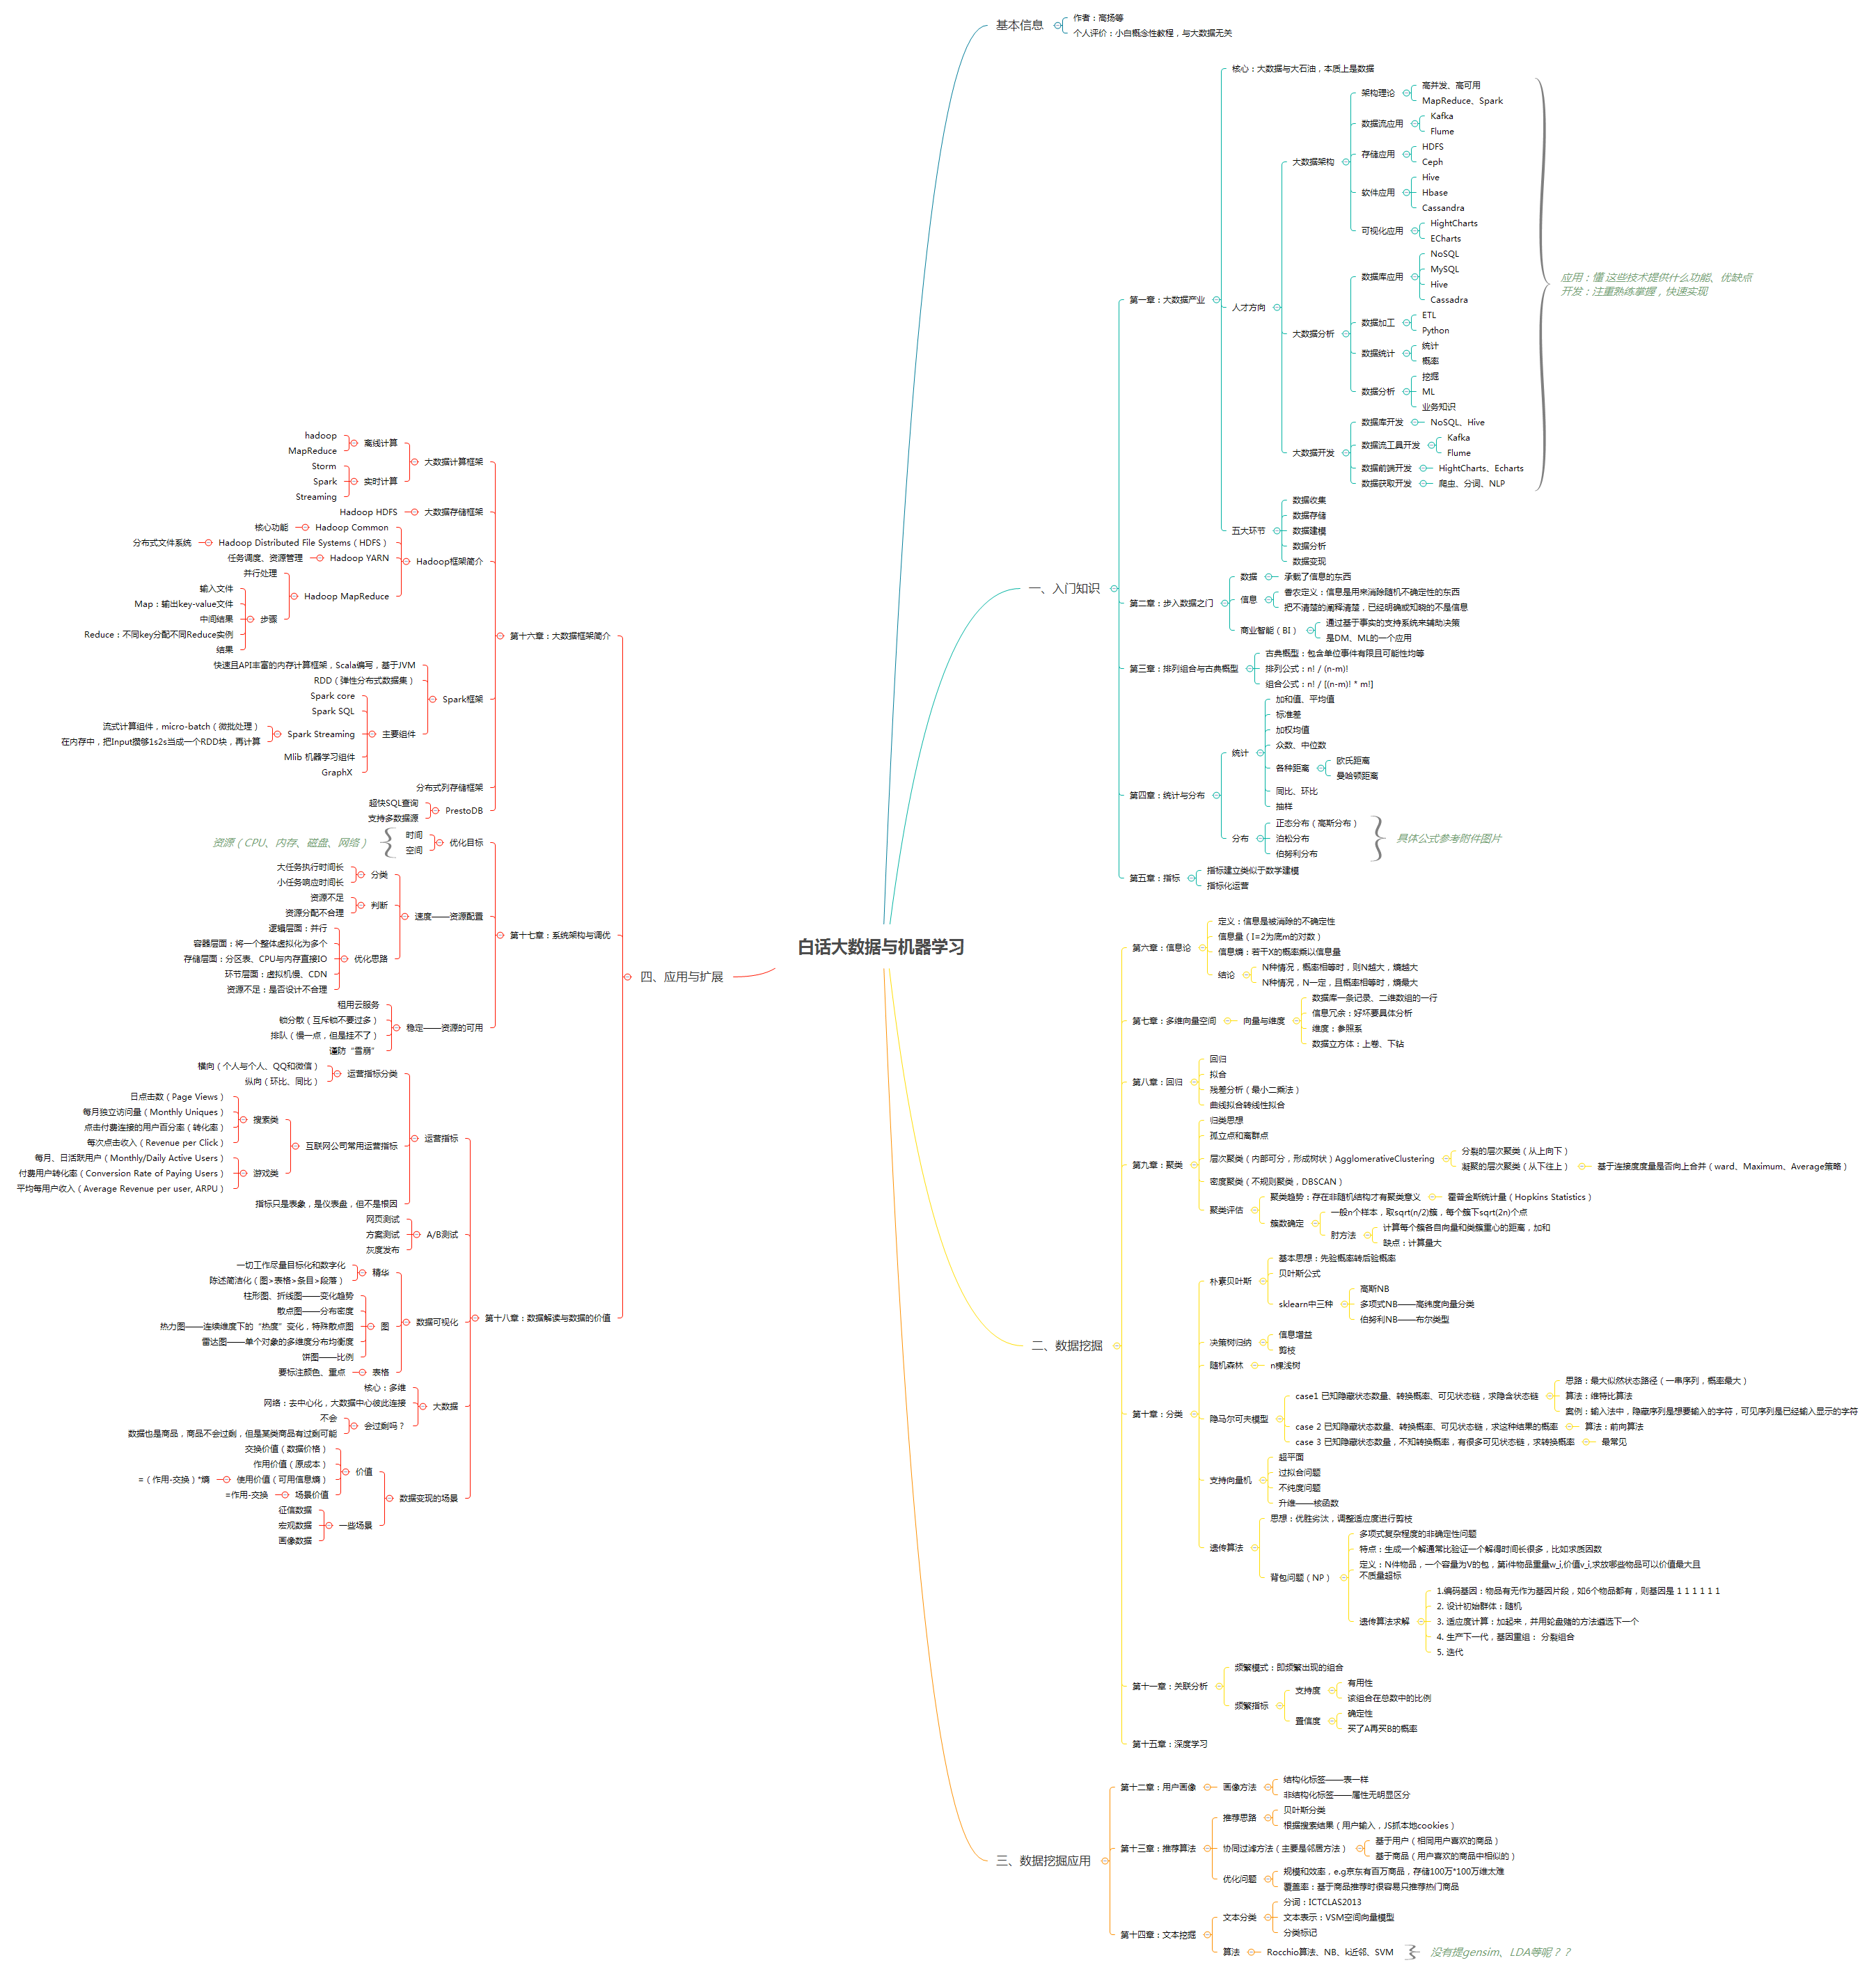 白话大数据与机器学习
基本信息
作者：高扬等
个人评价：小白概念性教程，与大数据无关
一、入门知识
第一章：大数据产业
核心：大数据与大石油，本质上是数据
人才方向
大数据架构
架构理论
高并发、高可用
MapReduce、Spark
数据流应用
Kafka
Flume
存储应用
HDFS
Ceph
软件应用
Hive
Hbase
Cassandra
可视化应用
HightCharts
ECharts
大数据分析
数据库应用
NoSQL
MySQL
Hive
Cassadra
数据加工
ETL
Python
数据统计
统计
概率
数据分析
挖掘
ML
业务知识
大数据开发
数据库开发
NoSQL、Hive
数据流工具开发
Kafka
Flume
数据前端开发
HightCharts、Echarts
数据获取开发
爬虫、分词、NLP
应用：懂 这些技术提供什么功能、优缺点
开发：注重熟练掌握，快速实现
五大环节
数据收集
数据存储
数据建模
数据分析
数据变现
第二章：步入数据之门
数据
承载了信息的东西
信息
香农定义：信息是用来消除随机不确定性的东西
把不清楚的阐释清楚，已经明确或知晓的不是信息
商业智能（BI）
通过基于事实的支持系统来辅助决策
是DM、ML的一个应用
第三章：排列组合与古典概型
古典概型：包含单位事件有限且可能性均等
排列公式：n! / (n-m)!
组合公式：n! / [(n-m)! * m!]
第四章：统计与分布
统计
加和值、平均值
标准差
加权均值
众数、中位数
各种距离
欧氏距离
曼哈顿距离
同比、环比
抽样
分布
正态分布（高斯分布）
泊松分布
伯努利分布
具体公式参考附件图片
第五章：指标
指标建立类似于数学建模
指标化运营
二、数据挖掘
第六章：信息论
定义：信息是被消除的不确定性
信息量（I=2为底m的对数）
信息熵：若干X的概率乘以信息量
结论
N种情况，概率相等时，则N越大，熵越大
N种情况，N一定，且概率相等时，熵最大
第七章：多维向量空间
向量与维度
数据库一条记录、二维数组的一行
信息冗余：好坏要具体分析
维度：参照系
数据立方体：上卷、下钻
第八章：回归
回归
拟合
残差分析（最小二乘法）
曲线拟合转线性拟合
第九章：聚类
归类思想
孤立点和离群点
层次聚类（内部可分，形成树状）AgglomerativeClustering
分裂的层次聚类（从上向下）
凝聚的层次聚类（从下往上）
基于连接度度量是否向上合并（ward、Maximum、Average策略）
密度聚类（不规则聚类，DBSCAN）
聚类评估
聚类趋势：存在非随机结构才有聚类意义
霍普金斯统计量（Hopkins Statistics）
簇数确定
一般n个样本，取sqrt(n/2)簇，每个簇下sqrt(2n)个点
肘方法
计算每个簇各自向量和类簇重心的距离，加和
缺点：计算量大
第十章：分类
朴素贝叶斯
基本思想：先验概率转后验概率
贝叶斯公式
sklearn中三种
高斯NB
多项式NB——高纬度向量分类
伯努利NB——布尔类型
决策树归纳
信息增益
剪枝
随机森林
n棵浅树
隐马尔可夫模型
case1 已知隐藏状态数量、转换概率、可见状态链，求隐含状态链
思路：最大似然状态路径（一串序列，概率最大）
算法：维特比算法
案例：输入法中，隐蔽序列是想要输入的字符，可见序列是已经输入显示的字符
case 2 已知隐藏状态数量、转换概率、可见状态链，求这种结果的概率
算法：前向算法
case 3 已知隐藏状态数量，不知转换概率，有很多可见状态链，求转换概率
最常见
支持向量机
超平面
过拟合问题
不纯度问题
升维——核函数
遗传算法
思想：优胜劣汰，调整适应度进行剪枝
背包问题（NP）
多项式复杂程度的非确定性问题
特点：生成一个解通常比验证一个解得时间长很多，比如求质因数
定义：N件物品，一个容量为V的包，第i件物品重量w_i,价值v_i,求放哪些物品可以价值最大且
不质量超标
遗传算法求解
1.编码基因：物品有无作为基因片段，如6个物品都有，则基因是 1 1 1 1 1 1
2. 设计初始群体：随机
3. 适应度计算：加起来，并用轮盘赌的方法遴选下一个
4. 生产下一代，基因重组： 分裂组合
5. 迭代
第十一章：关联分析
频繁模式：即频繁出现的组合
频繁指标
支持度
有用性
该组合在总数中的比例
置信度
确定性
买了A再买B的概率
第十五章：深度学习
三、数据挖掘应用
第十二章：用户画像
画像方法
结构化标签——表一样
非结构化标签——属性无明显区分
第十三章：推荐算法
推荐思路
贝叶斯分类
根据搜索结果（用户输入，JS抓本地cookies）
协同过滤方法（主要是邻居方法）
基于用户（相同用户喜欢的商品）
基于商品（用户喜欢的商品中相似的）
优化问题
规模和效率，e.g京东有百万商品，存储100万*100万维太难
覆盖率：基于商品推荐时很容易只推荐热门商品
第十四章：文本挖掘
文本分类
分词：ICTCLAS2013
文本表示：VSM空间向量模型
分类标记
算法
Rocchio算法、NB、k近邻、SVM
没有提gensim、LDA等呢？？
四、应用与扩展
第十六章：大数据框架简介
大数据计算框架
离线计算
hadoop
MapReduce
实时计算
Storm
Spark
Streaming
大数据存储框架
Hadoop HDFS
Hadoop框架简介
Hadoop Common
核心功能
Hadoop Distributed File Systems（HDFS）
分布式文件系统
Hadoop YARN
任务调度、资源管理
Hadoop MapReduce
并行处理
步骤
输入文件
Map：输出key-value文件
中间结果
Reduce：不同key分配不同Reduce实例
结果
Spark框架
快速且API丰富的内存计算框架，Scala编写，基于JVM
RDD（弹性分布式数据集）
主要组件
Spark core
Spark SQL
Spark Streaming
流式计算组件，micro-batch（微批处理）
在内存中，把Input攒够1s2s当成一个RDD块，再计算
Mlib 机器学习组件
GraphX
分布式列存储框架
PrestoDB
超快SQL查询
支持多数据源
第十七章：系统架构与调优
优化目标
时间
空间
资源（CPU、内存、磁盘、网络）
速度——资源配置
分类
大任务执行时间长
小任务响应时间长
判断
资源不足
资源分配不合理
优化思路
逻辑层面：并行
容器层面：将一个整体虚拟化为多个
存储层面：分区表、CPU与内存直接IO
环节层面：虚拟机慢、CDN
资源不足：是否设计不合理
稳定——资源的可用
租用云服务
锁分散（互斥锁不要过多）
排队（慢一点，但是挂不了）
谨防“雪崩”
第十八章：数据解读与数据的价值
运营指标
运营指标分类
横向（个人与个人、QQ和微信）
纵向（环比、同比）
互联网公司常用运营指标
搜索类
日点击数（Page Views）
每月独立访问量（Monthly Uniques）
点击付费连接的用户百分率（转化率）
每次点击收入（Revenue per Click）
游戏类
每月、日活跃用户（Monthly/Daily Active Users）
付费用户转化率（Conversion Rate of Paying Users）
平均每用户收入（Average Revenue per user, ARPU）
指标只是表象，是仪表盘，但不是根因
A/B测试
网页测试
方案测试
灰度发布
数据可视化
精华
一切工作尽量目标化和数字化
陈述简洁化（图>表格>条目>段落）
图
柱形图、折线图——变化趋势
散点图——分布密度
热力图——连续维度下的“热度”变化，特殊散点图
雷达图——单个对象的多维度分布均衡度
饼图——比例
表格
要标注颜色、重点
大数据
核心：多维
网络：去中心化，大数据中心彼此连接
会过剩吗？
不会
数据也是商品，商品不会过剩，但是某类商品有过剩可能
数据变现的场景
价值
交换价值（数据价格）
作用价值（原成本）
使用价值（可用信息熵）
=（作用-交换）*熵
场景价值
=作用-交换
一些场景
征信数据
宏观数据
画像数据